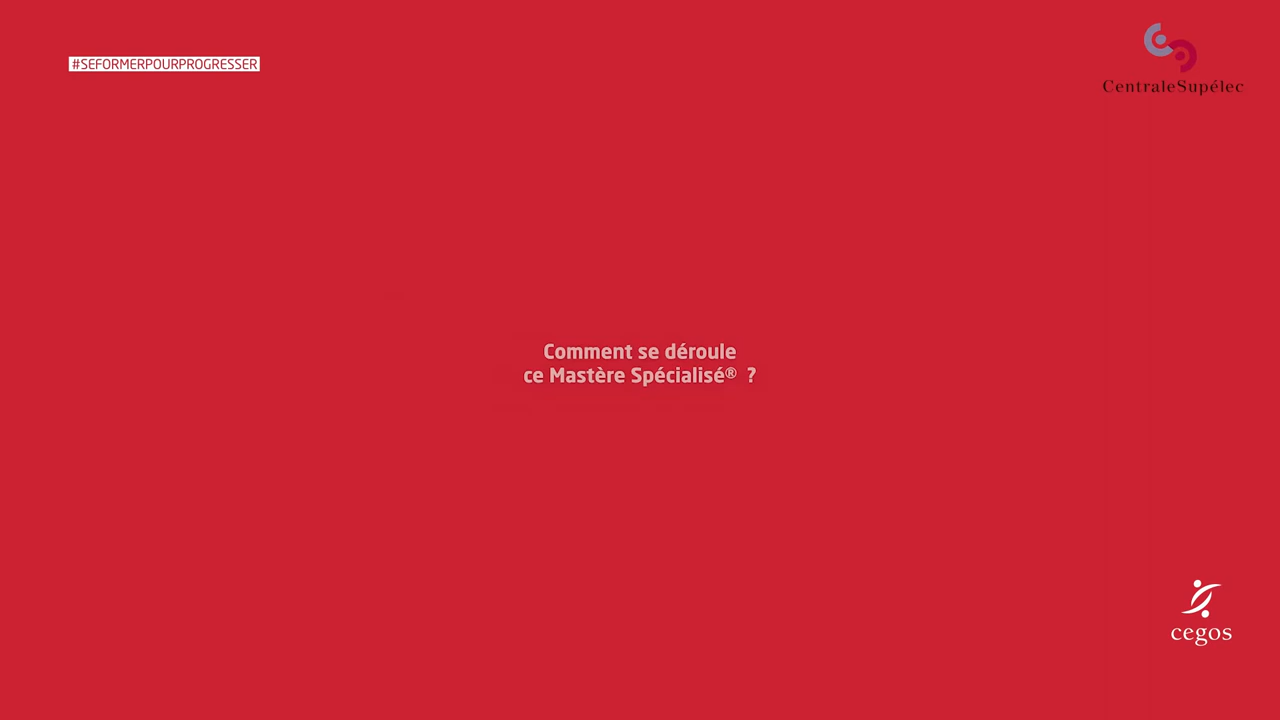 #SEFORMERPOURPROGRESSER
CentraleSupélec
Comment se déroule
ce Mastère Spécialisé® ?
cegos